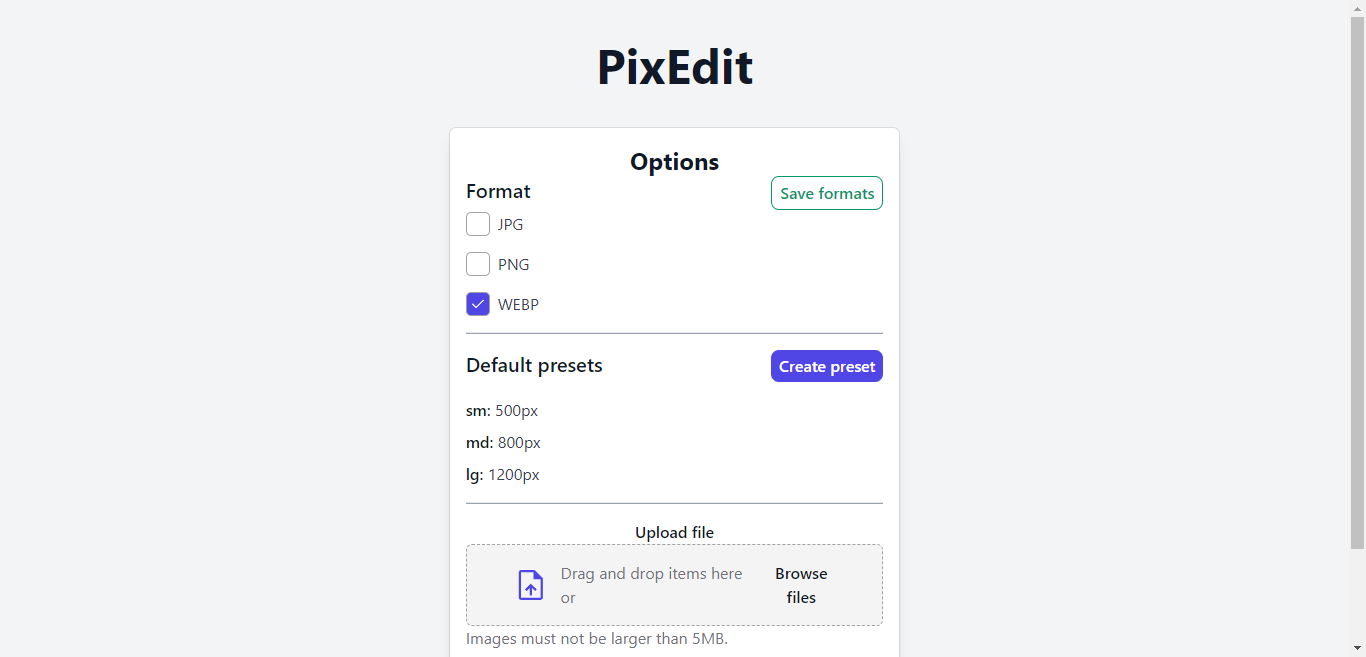 PixEdit
Options
Format
Save formats
JPG
PNG
WEBP
Default presets
Create preset
sm: 500px
md: 800px
lg: 1200px
Upload file
Drag and drop items here
or
Browse
files
Images must not be larger than 5MB.